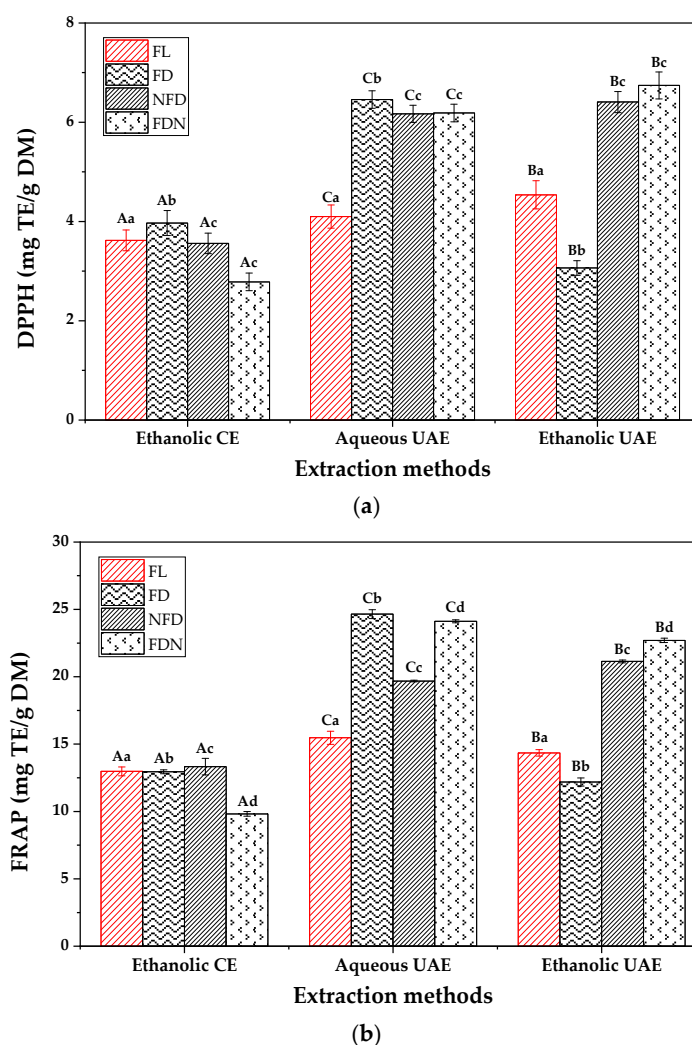 8
6
4
2
0
DPPH (mg TE/g DM)
FL
FD
NFD
FDN
Aa
Ab
Ac
Ac
Ca
Cb
Cc
Cc
Ba
Bb
Bc
Bc
Ethanolic CE Aqueous UAE Ethanolic UAE
Extraction methods
(a)
30
25
20
15
10
5
0
FRAP (mg TE/g DM)
FL
FD
NFD
FDN
Aa
Ab
Ac
Ad
Ca
Cb
Cc
Cd
Ba
Bb
Bc
Bd
Ethanolic CE Aqueous UAE Ethanolic UAE
Extraction methods
(b)